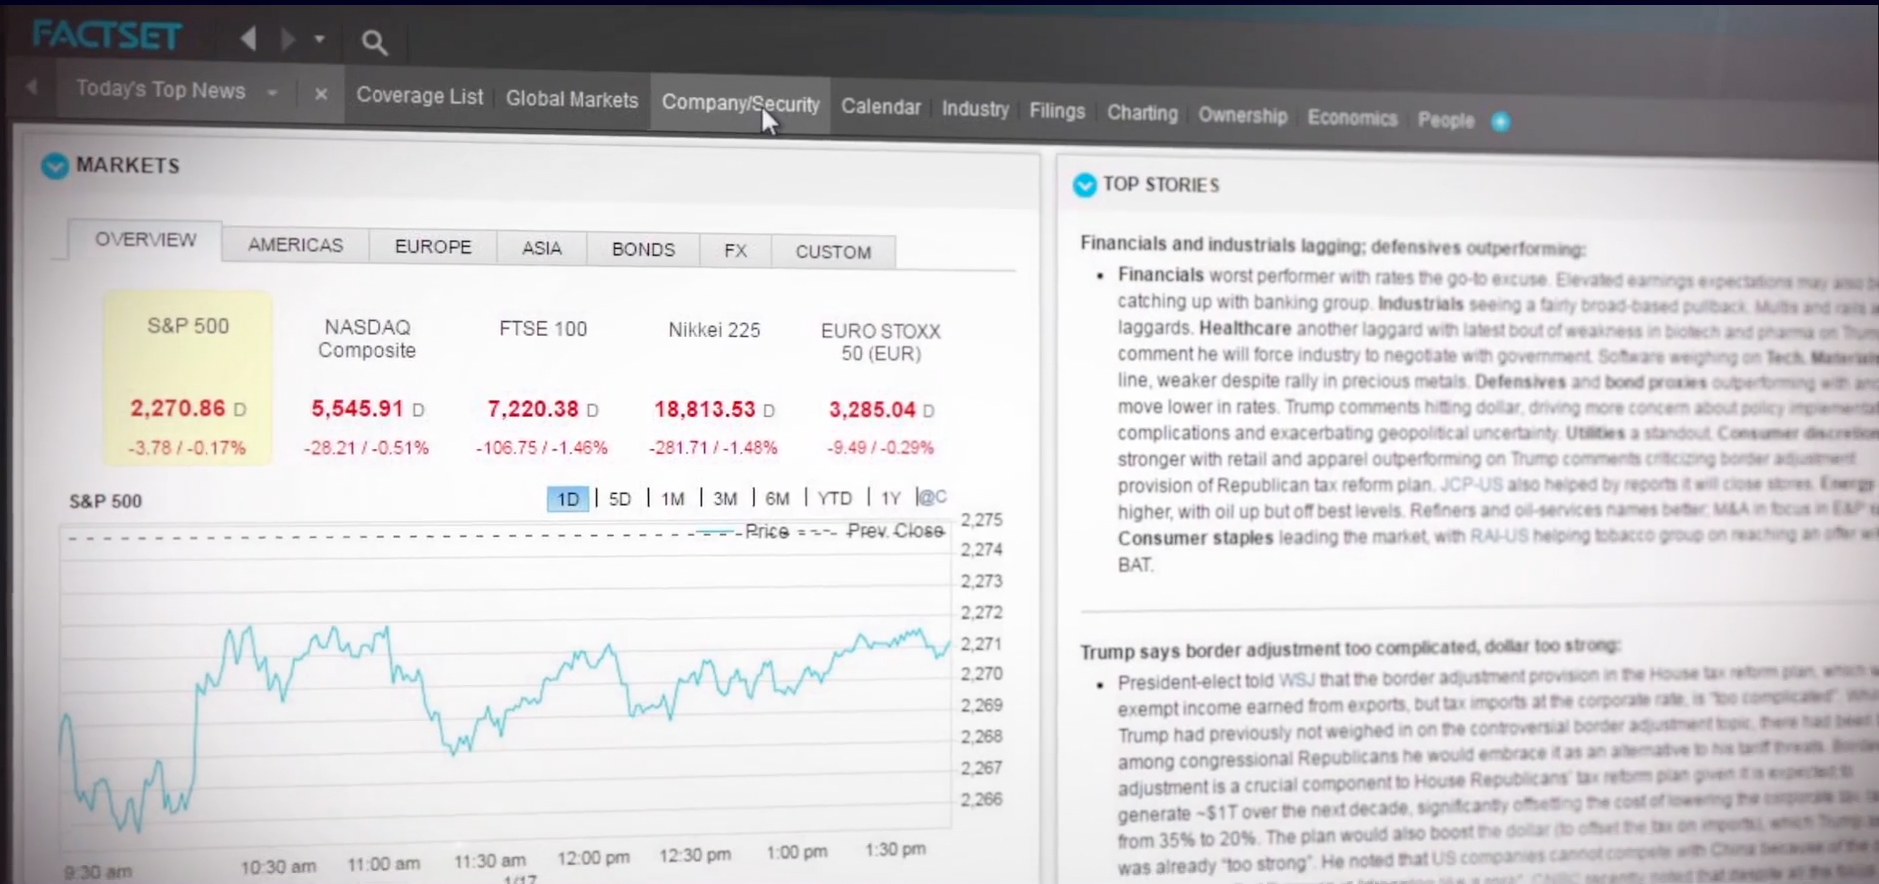 FACTSET
Today's Top News
Coverage List
Global Markets
Company/Security
Calendar
Industry
Filings
Charting
Ownership
Economics
People
MARKETS
OVERVIEW
AMERICAS
EUROPE
ASIA
BONDS
FX
CUSTOM
S&P 500
2,270.86 D
-3.78 / -0.17%
NASDAQ
Composite
5,545.91 D
-28.21 / -0.51%
FTSE 100
7,220.38 D
-106.75 / -1.46%
Nikkei 225
18,813.53 D
-281.71 / -1.48%
EURO STOXX
50 (EUR)
3,285.04 D
-9.49 / -0.29%
S&P 500
1D | 5D | 1M | 3M | 6M | YTD | 1Y |@C
Price
Prev. Close
2,275
2,274
2,273
2,272
2,271
2,270
2,269
2,268
2,267
2,266
9:30 am
10:30 am
11:00 am
11:30 am
12:00 pm
12:30 pm
1:00 pm
1:30 pm
1/17
TOP STORIES
Financials and industrials lagging; defensives outperforming:
• Financials worst performer with rates the go-to excuse. Elevated earnings expectations may also
catching up with banking group. Industrials seeing a fairly broad-based pullback. Multis and rails
laggards. Healthcare another laggard with latest bout of weakness in biotech and pharma on
comment he will force industry to negotiate with government. Software weighing on Tech.
line, weaker despite rally in precious metals. Defensives and bond proxies outperforming with
move lower in rates. Trump comments hitting dollar, driving more concern about policy
complications and exacerbating geopolitical uncertainty. Utilities a standout. Consumer
stronger with retail and apparel outperforming on Trump comments criticizing border adjustment
provision of Republican tax reform plan. JCP-US also helped by reports it will close stores. Energy
higher, with oil up but off best levels. Refiners and oil-services names better. M&A in focus in E&P
Consumer staples leading the market, with RAI-US helping tobacco group on reaching an offer
BAT.
Trump says border adjustment too complicated, dollar too strong:
• President-elect told WSJ that the border adjustment provision in the House tax reform plan, which
exempt income earned from exports, but tax imports at the corporate rate, is "too complicated".
Trump had previously not weighed in on the controversial border adjustment topic, there had been
among congressional Republicans he would embrace it as an alternative to his tariff threats.
adjustment is a crucial component to House Republicans' tax reform plan given it is expected to
generate ~$1T over the next decade, significantly offsetting the cost of lowering the corporate tax
from 35% to 20%. The plan would also boost the dollar (to offset the tax on imports), which Trump
was already "too strong". He noted that US companies cannot compete with China because of the